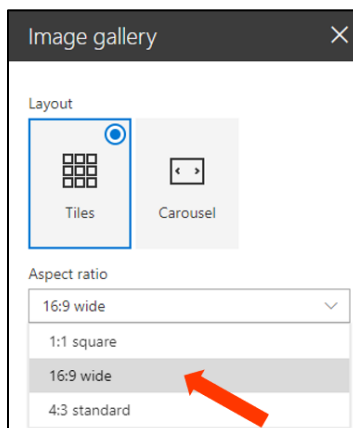 Image gallery
Layout
Tiles Carousel
Aspect ratio
16:9 wide
1:1 square
16:9 wide
4:3 standard